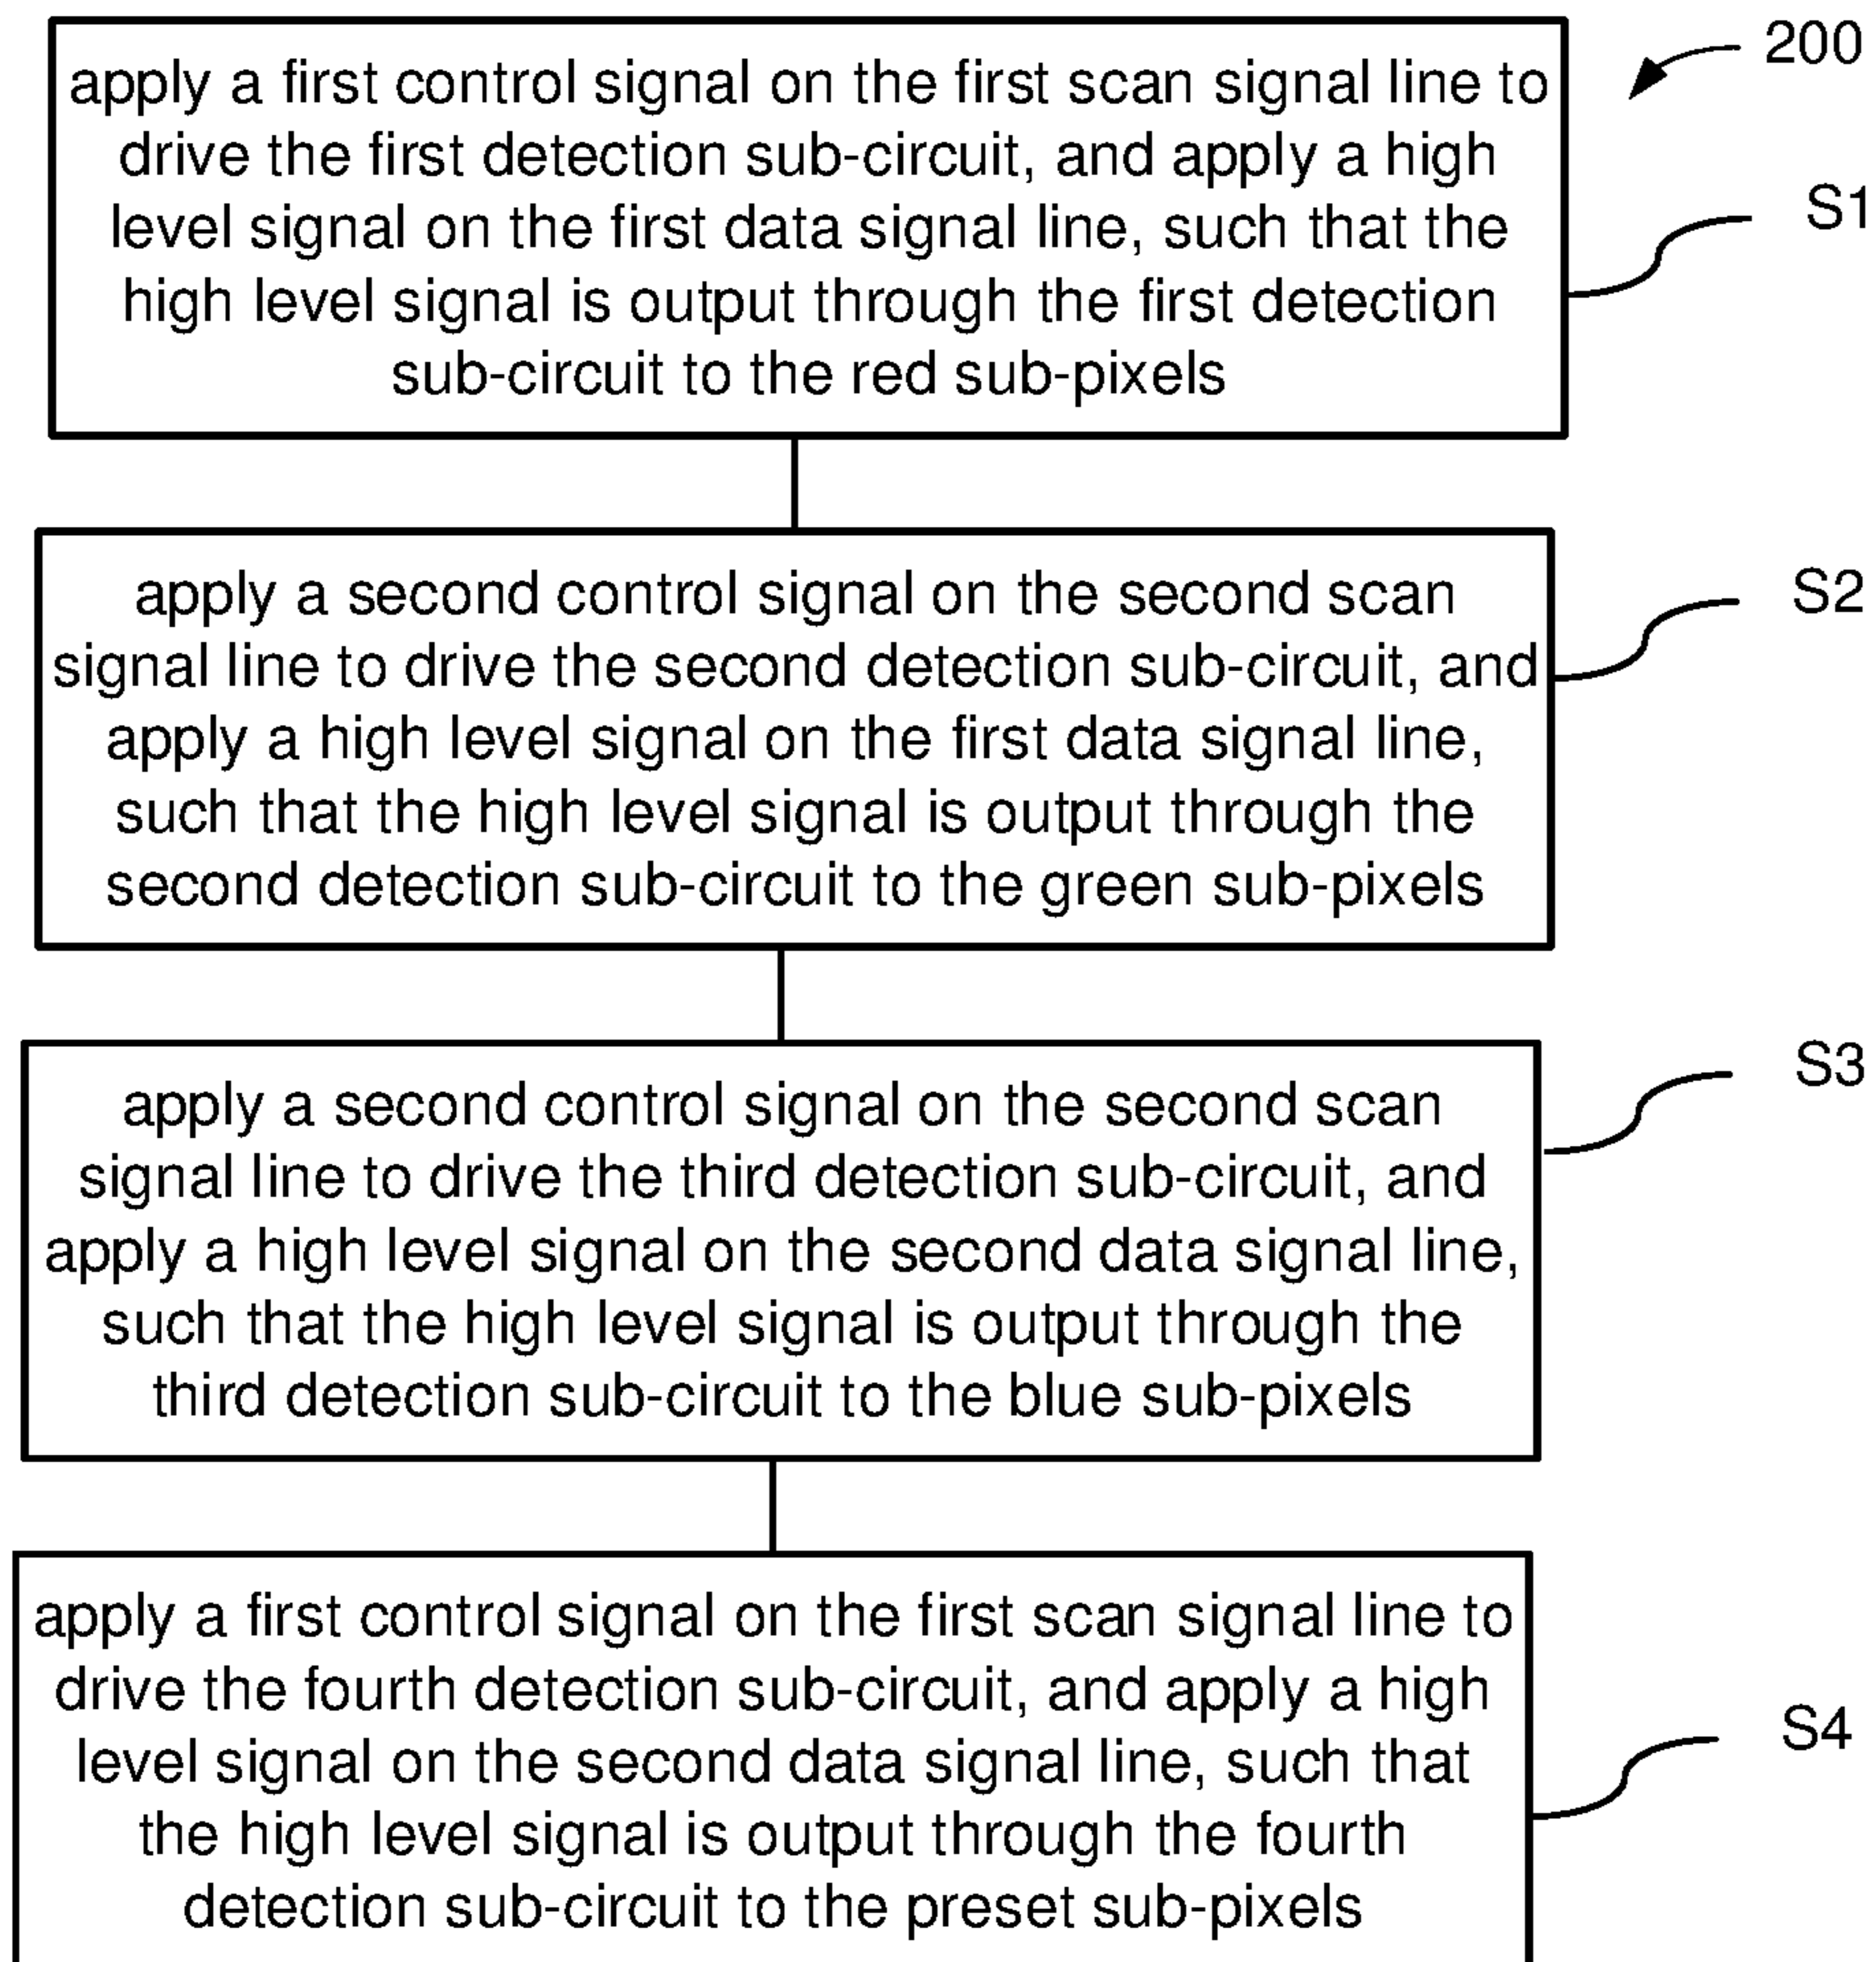 200
apply a first control signal on the first scan signal line to
drive the first detection sub-circuit, and apply a high
level signal on the first data signal line, such that the
high level signal is output through the first detection
sub-circuit to the red sub-pixels
S1
apply a second control signal on the second scan
signal line to drive the second detection sub-circuit, and
apply a high level signal on the first data signal line,
such that the high level signal is output through the
second detection sub-circuit to the green sub-pixels
S2
apply a second control signal on the second scan
signal line to drive the third detection sub-circuit, and
apply a high level signal on the second data signal line,
such that the high level signal is output through the
third detection sub-circuit to the blue sub-pixels
S3
apply a first control signal on the first scan signal line to
drive the fourth detection sub-circuit, and apply a high
level signal on the second data signal line, such that
the high level signal is output through the fourth
detection sub-circuit to the preset sub-pixels
S4